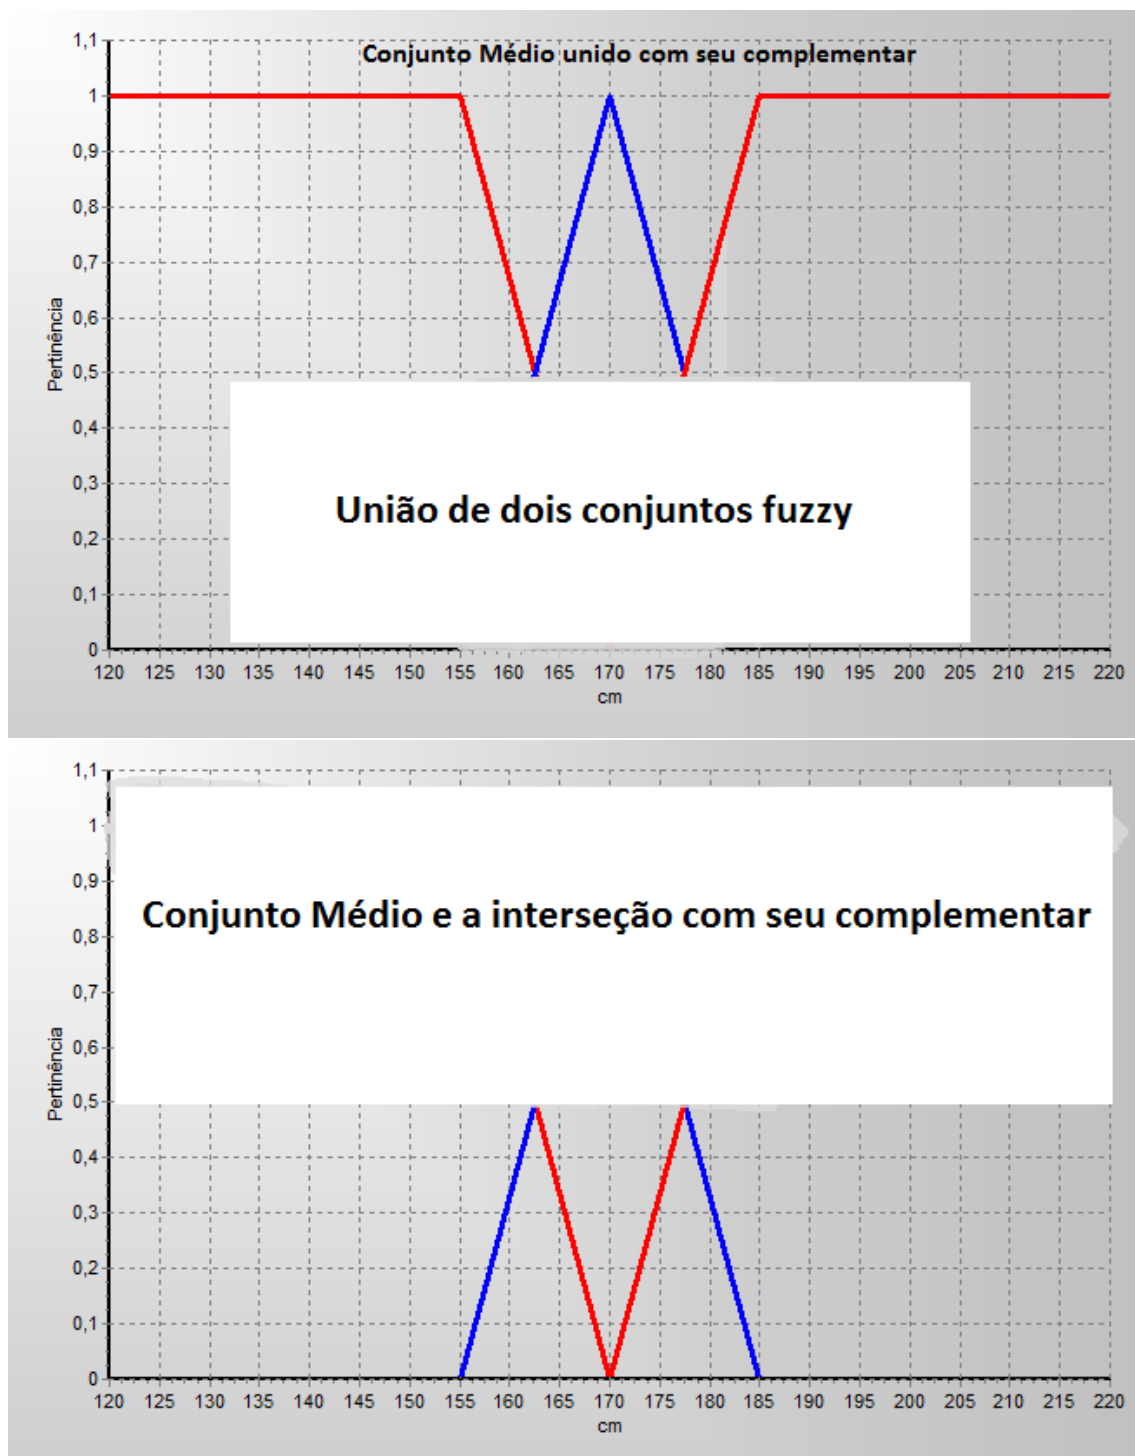 Conjunto Médio unido com seu complementar
1,1
1
0,9
0,8
0,7
0,6
0,5
0,4
0,3
0,2
0,1
0
Pertinência
União de dois conjuntos fuzzy
120 125 130 135 140 145 150 155 160 165 170 175 180 185 190 195 200 205 210 215 220
cm
1,1
1
0,9
0,8
0,7
0,6
0,5
0,4
0,3
0,2
0,1
0
Pertinência
Conjunto Médio e a interseção com seu complementar
120 125 130 135 140 145 150 155 160 165 170 175 180 185 190 195 200 205 210 215 220
cm